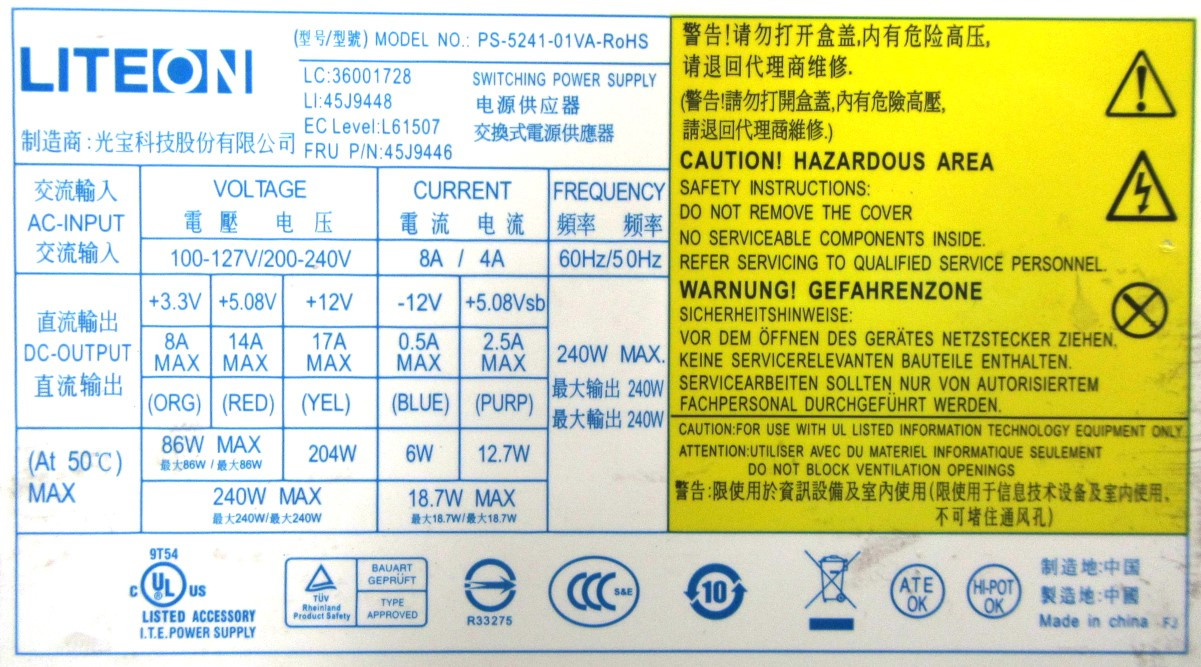 LITEON
制造商:光宝科技股份有限公司
(型号/型號) MODEL NO.: PS-5241-01VA-RoHS
LC:36001728
LI:45J9448
EC Level:L61507
FRU P/N:45J9446
SWITCHING POWER SUPPLY
电源供应器
交換式電源供應器
交流輸入
AC-INPUT
交流输入
VOLTAGE
電壓 电压
CURRENT
電流 电流
FREQUENCY
頻率 频率
100-127V/200-240V
8A / 4A
60Hz/50Hz
直流輸出
DC-OUTPUT
直流输出
+3.3V +5.08V +12V -12V +5.08Vsb
8A MAX 14A MAX 17A MAX 0.5A MAX 2.5A MAX
(ORG) (RED) (YEL) (BLUE) (PURP)
240W MAX.
最大输出 240W
最大輸出 240W
(At 50℃)
MAX
86W MAX
最大86W/最大86W
204W
6W
12.7W
240W MAX
最大240W/最大240W
18.7W MAX
最大18.7W/最大18.7W
警告!请勿打开盒盖,内有危险高压,
请退回代理商维修.
(警告!請勿打開盒蓋,內有危險高壓,
請退回代理商維修.)
CAUTION! HAZARDOUS AREA
SAFETY INSTRUCTIONS:
DO NOT REMOVE THE COVER
NO SERVICEABLE COMPONENTS INSIDE.
REFER SERVICING TO QUALIFIED SERVICE PERSONNEL.
WARNUNG! GEFAHRENZONE
SICHERHEITSHINWEISE:
VOR DEM ÖFFNEN DES GERÄTES NETZSTECKER ZIEHEN,
KEINE SERVICERELEVANTEN BAUTEILE ENTHALTEN.
SERVICEARBEITEN SOLLTEN NUR VON AUTORISIERTEM
FACHPERSONAL DURCHGEFÜHRT WERDEN.
CAUTION:FOR USE WITH UL LISTED INFORMATION TECHNOLOGY EQUIPMENT ONLY
ATTENTION:UTILISER AVEC DU MATERIEL INFORMATIQUE SEULEMENT
DO NOT BLOCK VENTILATION OPENINGS
警告:限使用於資訊設備及室內使用(限使用于信息技术设备及室内使用、
不可堵住通风孔)
9T54
c UL US
LISTED ACCESSORY
I.T.E.POWER SUPPLY
TÜV
Rheinland
Product Safety
BAUART
GEPRÜFT
TYPE
APPROVED
R33275
CCC S&E
10
ATE
OK
HI-POT
OK
制造地:中国
製造地:中國
Made in china FJ